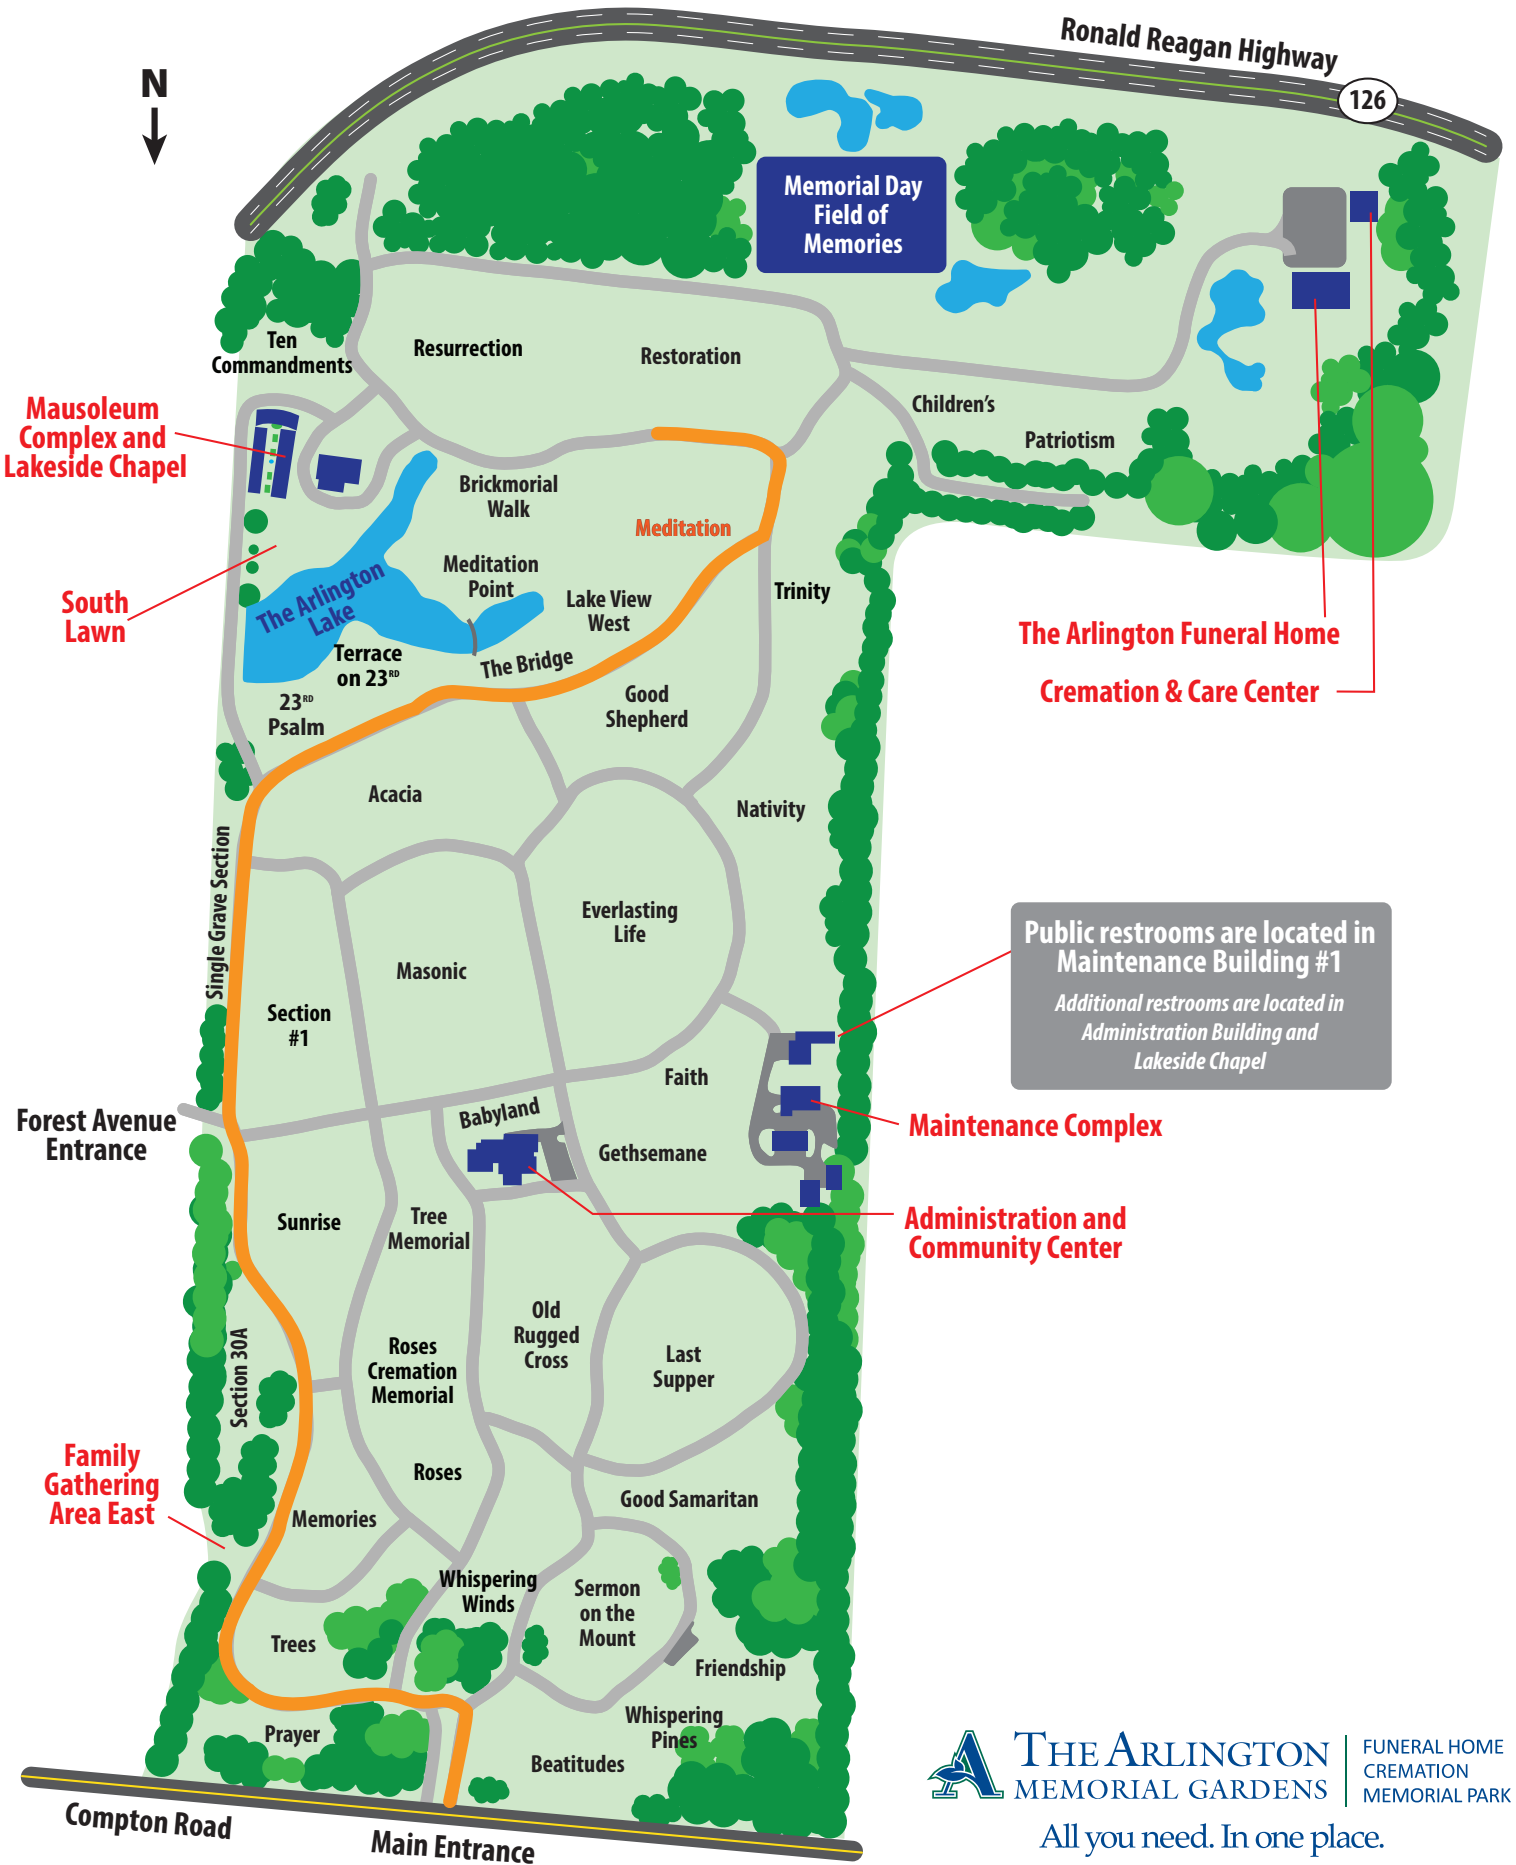 Ronald Reagan Highway
126
N
Memorial Day
Field of
Memories
Ten
Commandments
Resurrection
Restoration
Children's
Patriotism
Mausoleum
Complex and
Lakeside Chapel
Brickmorial
Walk
Meditation
Meditation
Point
Lake View
West
Trinity
South
Lawn
The Arlington
Lake
Terrace
on 23RD
The Bridge
23RD
Psalm
Good
Shepherd
The Arlington Funeral Home
Cremation & Care Center
Acacia
Nativity
Single Grave Section
Everlasting
Life
Masonic
Section
#1
Public restrooms are located in
Maintenance Building #1
Additional restrooms are located in
Administration Building and
Lakeside Chapel
Faith
Babyland
Forest Avenue
Entrance
Gethsemane
Maintenance Complex
Sunrise
Tree
Memorial
Administration and
Community Center
Old
Rugged
Cross
Roses
Cremation
Memorial
Last
Supper
Section 30A
Family
Gathering
Area East
Roses
Memories
Good Samaritan
Whispering
Winds
Sermon
on the
Mount
Trees
Friendship
Prayer
Whispering
Pines
Beatitudes
Compton Road
Main Entrance
A
THE ARLINGTON
MEMORIAL GARDENS
FUNERAL HOME
CREMATION
MEMORIAL PARK
All you need. In one place.